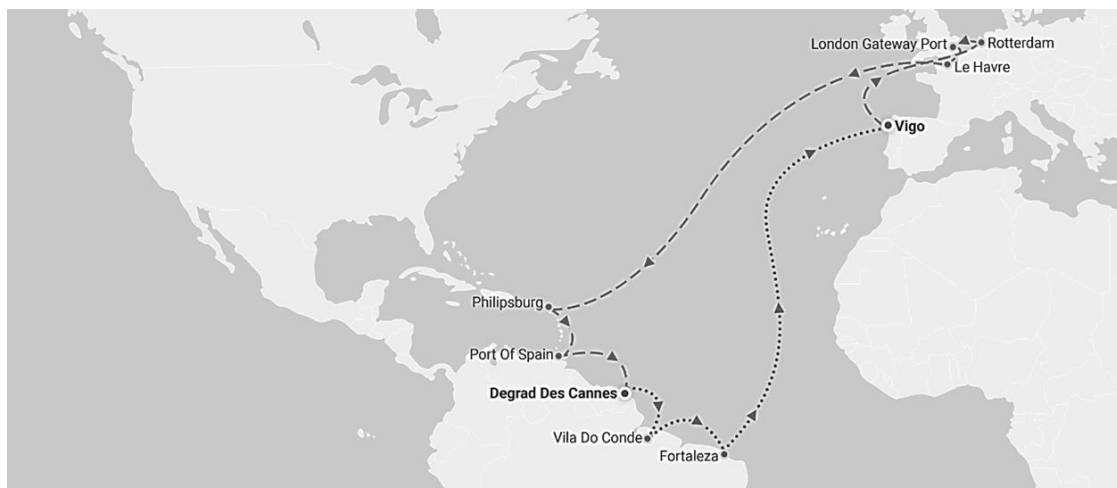 London Gateway Port
Rotterdam
Le Havre
Vigo
Philipsburg
Port Of Spain
Degrad Des Cannes
Vila Do Conde
Fortaleza